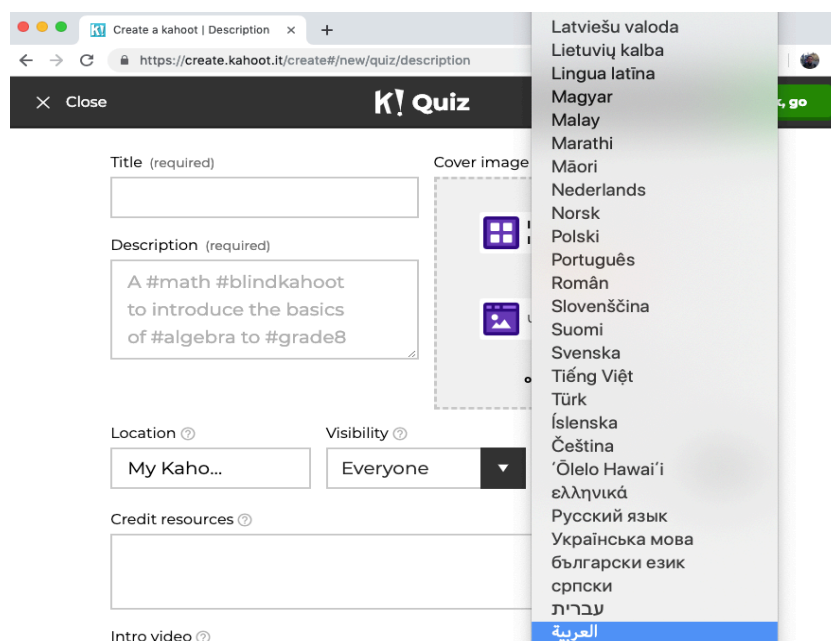 Create a kahoot | Description
https://create.kahoot.it/create#/new/quiz/description
Close
K! Quiz
go
Title (required)
Cover image
Description (required)
A #math #blindkahoot
to introduce the basics
of #algebra to #grade8
Location
Visibility
My Kaho...
Everyone
Credit resources
Intro video
Latviešu valoda
Lietuvių kalba
Lingua latīna
Magyar
Malay
Marathi
Māori
Nederlands
Norsk
Polski
Português
Român
Slovenščina
Suomi
Svenska
Tiếng Việt
Türk
Íslenska
Čeština
ʻŌlelo Hawaiʻi
ελληνικά
Русский язык
Українська мова
български език
српски
עברית
العربية